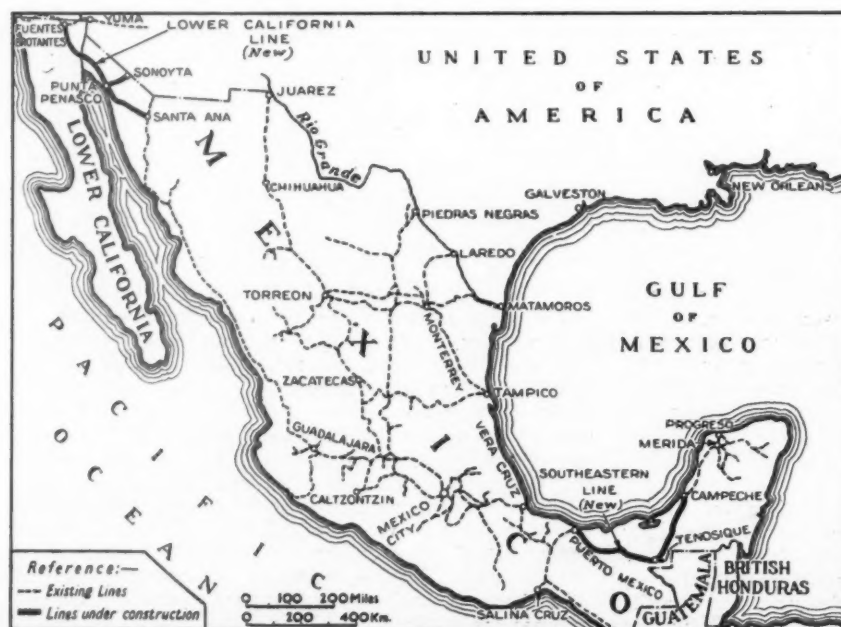 YUMA
FUENTES
BROTANTES
LOWER CALIFORNIA
LINE
(New)
SONOYTA
PUNTA
PENASCO
SANTA ANA
JUAREZ
UNITED STATES
OF
AMERICA
Rio Grande
CHIHUAHUA
PIEDRAS NEGRAS
GALVESTON
NEW ORLEANS
LAREDO
LOWER CALIFORNIA
TORREON
MATAMOROS
MONTERREY
GULF
OF
MEXICO
ZACATECAS
TAMPICO
GUADALAJARA
VERA CRUZ
PROGRESO
MERIDA
SOUTHEASTERN
LINE
(New)
CAMPECHE
CALTZONTZIN
MEXICO
CITY
TENOSIQUE
PUERTO MEXICO
BRITISH
HONDURAS
GUATEMALA
SALINA CRUZ
MEXICO
PACIFIC
OCEAN
Reference:—
Existing Lines
Lines under construction
0 100 200 Miles
0 200 400 Km.